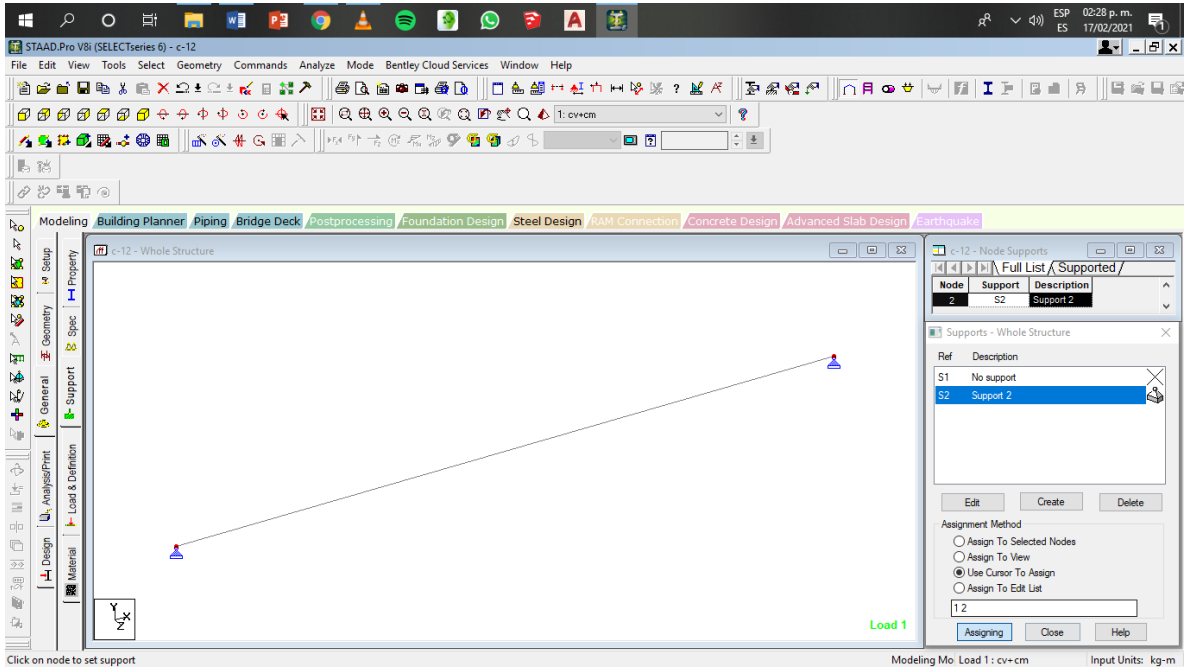 ESP 02:28 p. m.
ES 17/02/2021
STAAD.Pro V8i (SELECTseries 6) - c-12
File Edit View Tools Select Geometry Commands Analyze Mode Bentley Cloud Services Window Help
1: cv+cm
Modeling Building Planner Piping Bridge Deck Postprocessing Foundation Design Steel Design RAM Connection Concrete Design Advanced Slab Design Earthquake
Setup
Geometry
General
Analysis/Print
Design
Property
Spec
Support
Load & Definition
Material
c-12 - Whole Structure
Y
X
Z
Load 1
c-12 - Node Supports
Full List Supported
Node Support Description
2 S2 Support 2
Supports - Whole Structure
Ref Description
S1 No support
S2 Support 2
Edit Create Delete
Assignment Method
Assign To Selected Nodes
Assign To View
Use Cursor To Assign
Assign To Edit List
1 2
Assigning Close Help
Click on node to set support
Modeling Mo Load 1 : cv+cm Input Units: kg-m